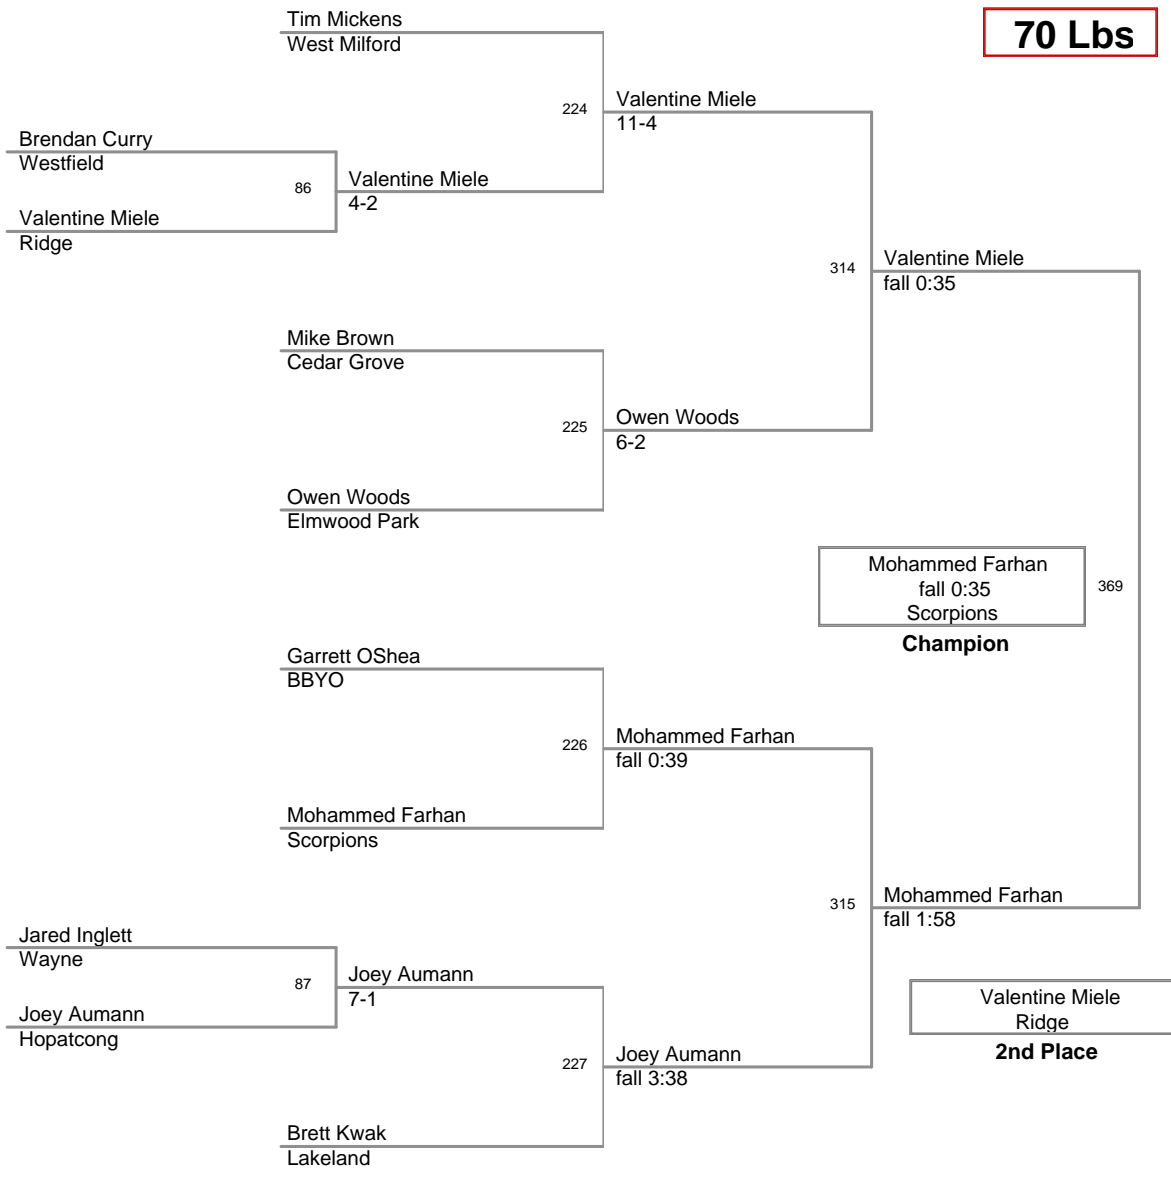 Tim Mickens
West Milford
70 Lbs
224
Valentine Miele
11-4
Brendan Curry
Westfield
86
Valentine Miele
4-2
Valentine Miele
Ridge
314
Valentine Miele
fall 0:35
Mike Brown
Cedar Grove
225
Owen Woods
6-2
Owen Woods
Elmwood Park
Mohammed Farhan
fall 0:35
Scorpions
369
Champion
Garrett OShea
BBYO
226
Mohammed Farhan
fall 0:39
Mohammed Farhan
Scorpions
315
Mohammed Farhan
fall 1:58
Jared Inglett
Wayne
87
Joey Aumann
7-1
Joey Aumann
Hopatcong
Valentine Miele
Ridge
2nd Place
227
Joey Aumann
fall 3:38
Brett Kwak
Lakeland